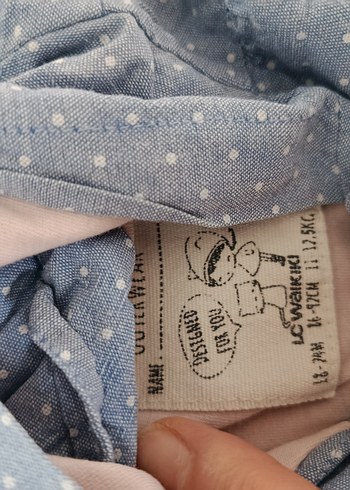 OUTERWEAR
NAME:
DESIGNED
FOR YOU
LC WAIKIKI
18-24M 86-92CM 11-12.5KG